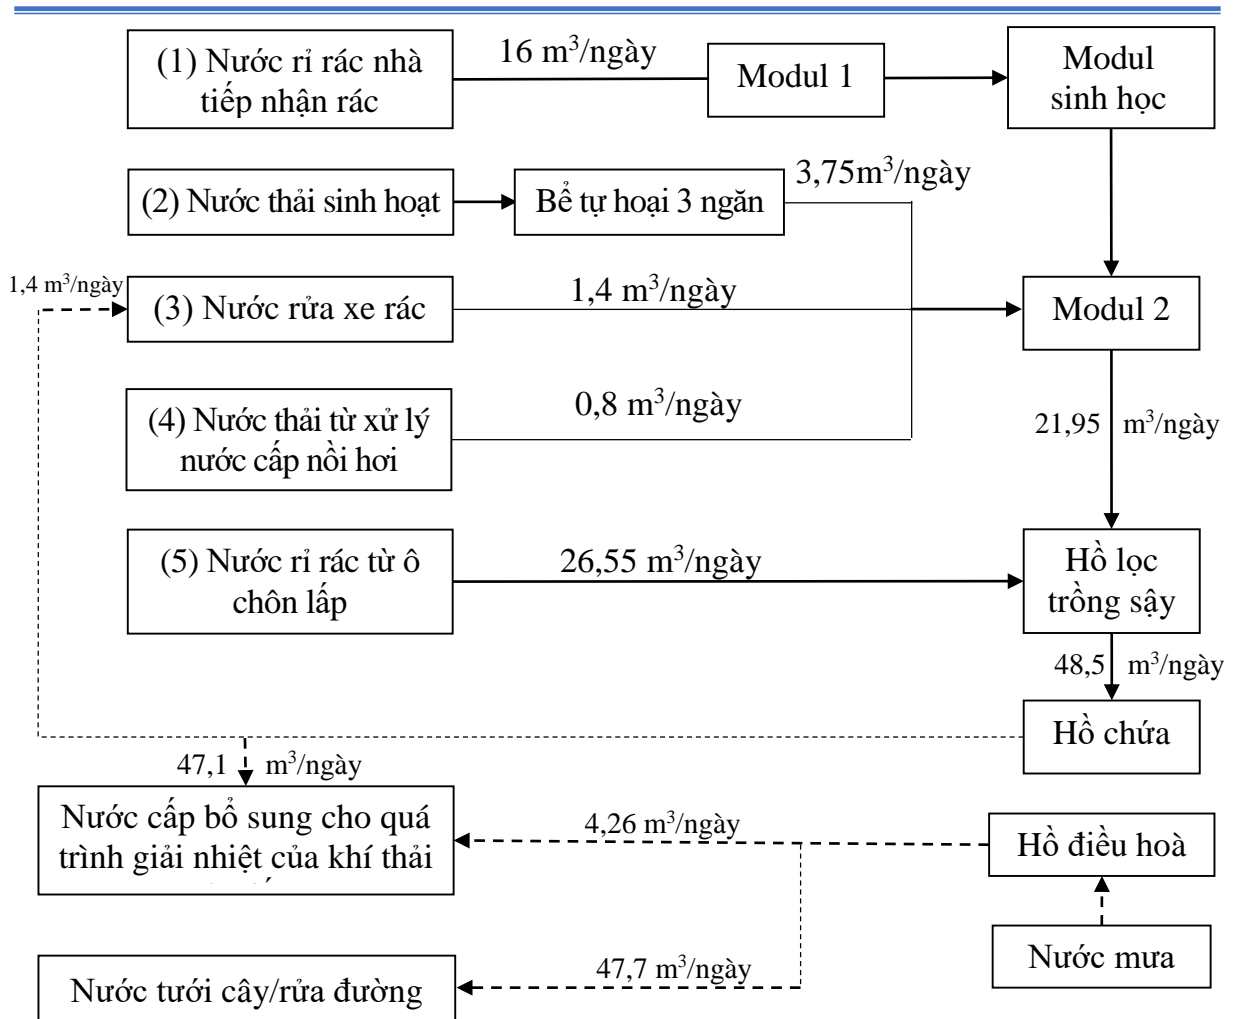 (1) Nước rỉ rác nhà
tiếp nhận rác
16 m³/ngày
Modul 1
Modul
sinh học
(2) Nước thải sinh hoạt
Bể tự hoại 3 ngăn
3,75m³/ngày
1,4 m³/ngày
(3) Nước rửa xe rác
1,4 m³/ngày
Modul 2
(4) Nước thải từ xử lý
nước cấp nồi hơi
0,8 m³/ngày
21,95 m³/ngày
(5) Nước rỉ rác từ ô
chôn lấp
26,55 m³/ngày
Hồ lọc
trồng sậy
48,5 m³/ngày
Hồ chứa
47,1 m³/ngày
Nước cấp bổ sung cho quá
trình giải nhiệt của khí thải
4,26 m³/ngày
Hồ điều hoà
Nước mưa
47,7 m³/ngày
Nước tưới cây/rửa đường